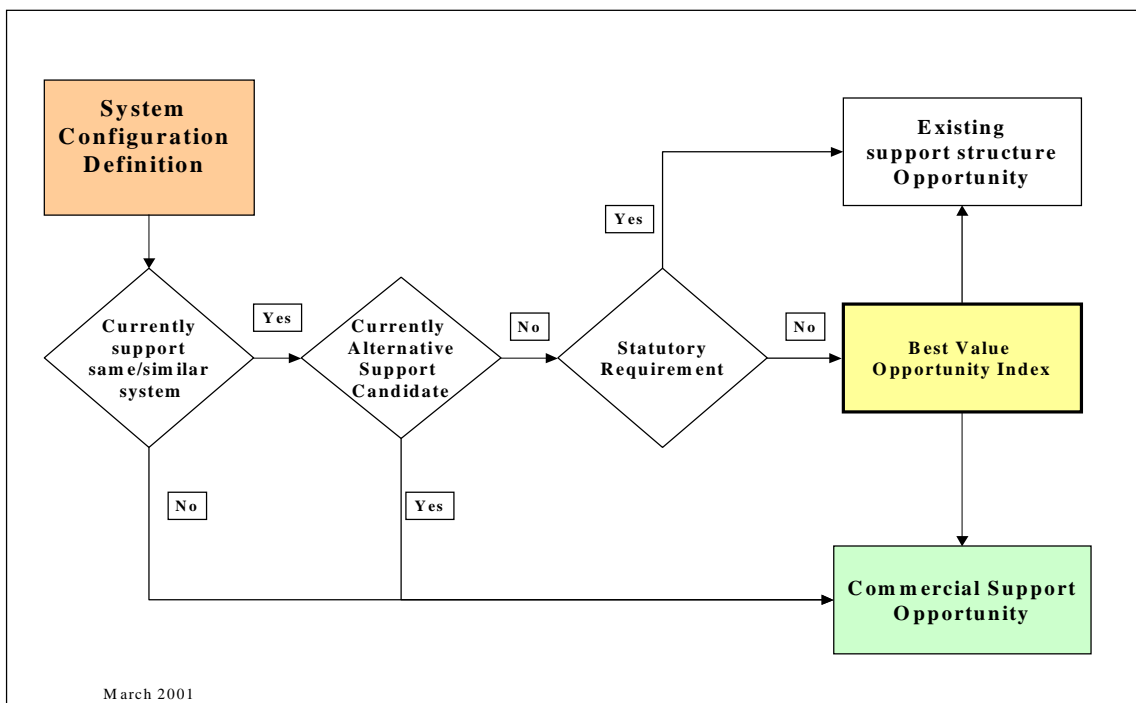 System
Configuration
Definition
Existing
support structure
Opportunity
Yes
Currently
support
same/similar
system
Yes
Currently
Alternative
Support
Candidate
No
Statutory
Requirement
No
Best Value
Opportunity Index
No
Yes
Commercial Support
Opportunity
March 2001